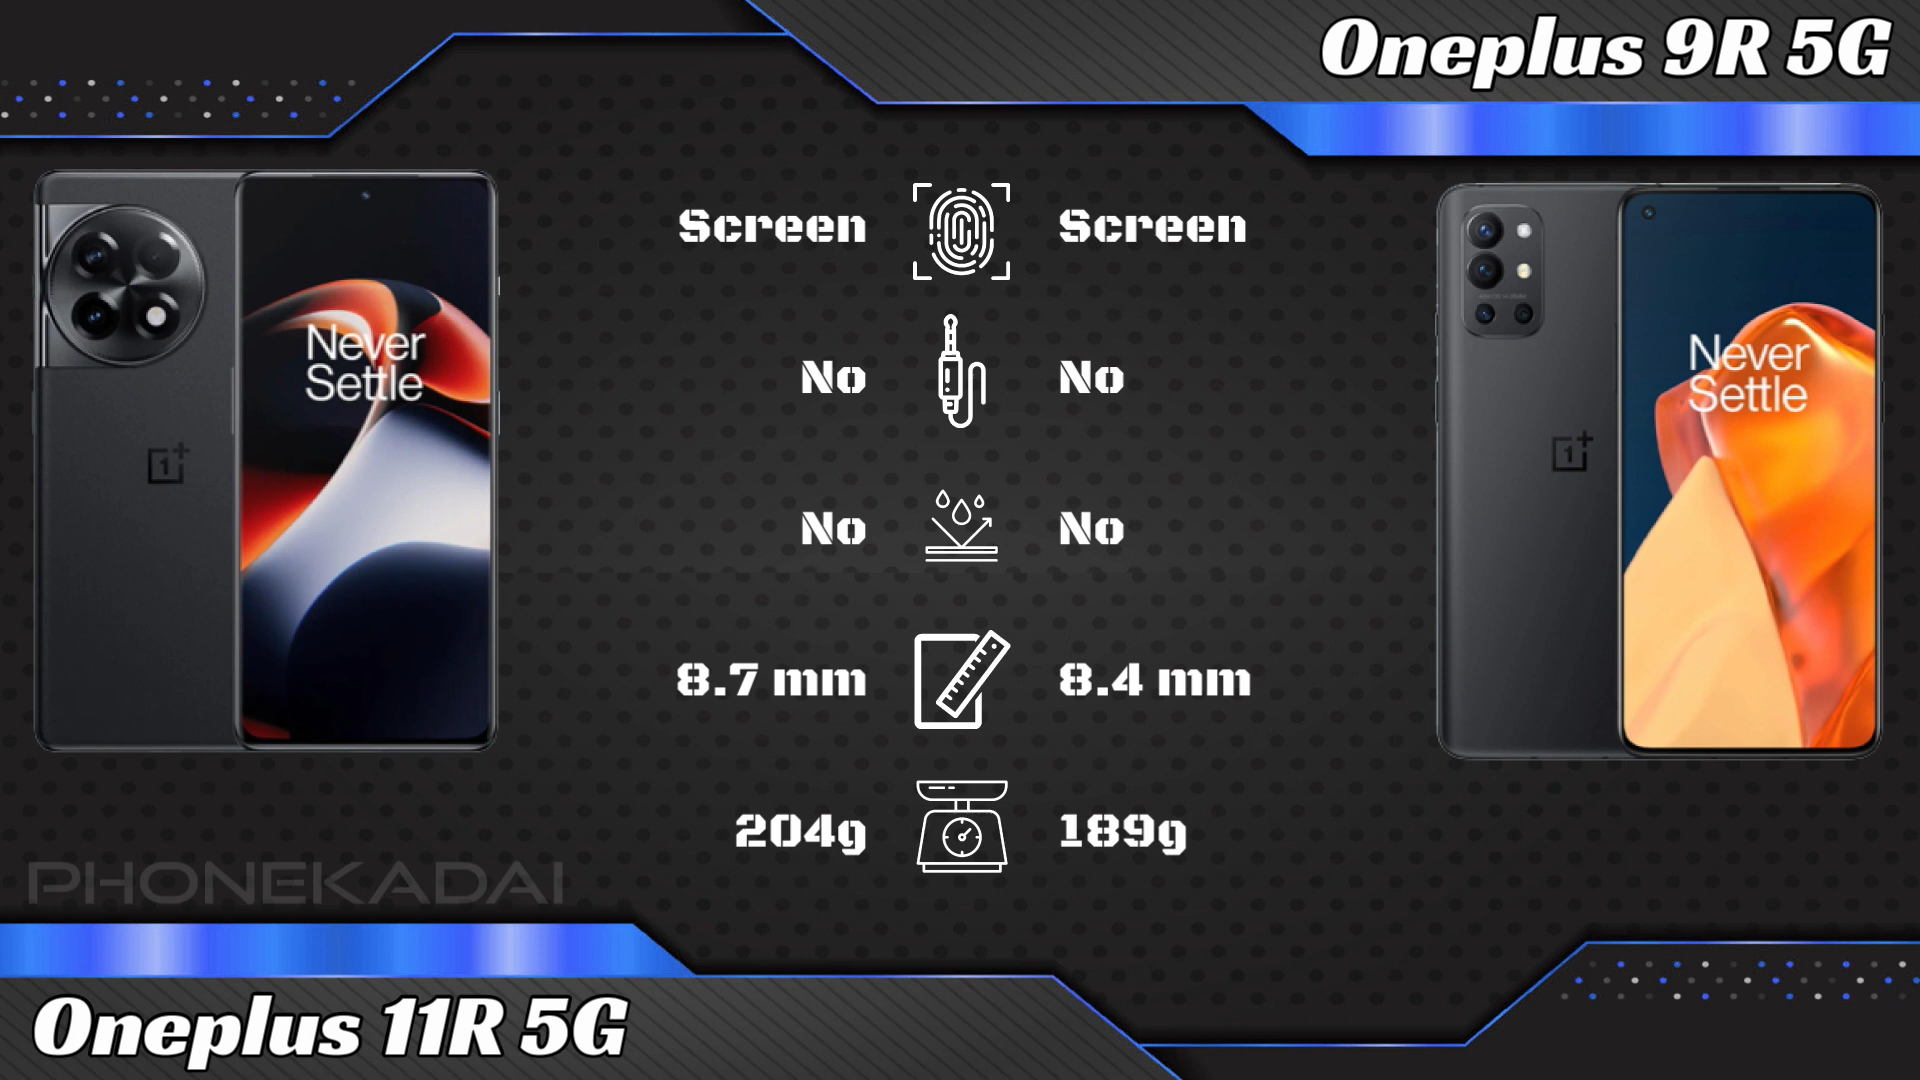 Oneplus 9R 5G
Screen Screen
No No
No No
8.7 mm 8.4 mm
204g 189g
Never
Settle
Never
Settle
PHONEKADAI
Oneplus 11R 5G